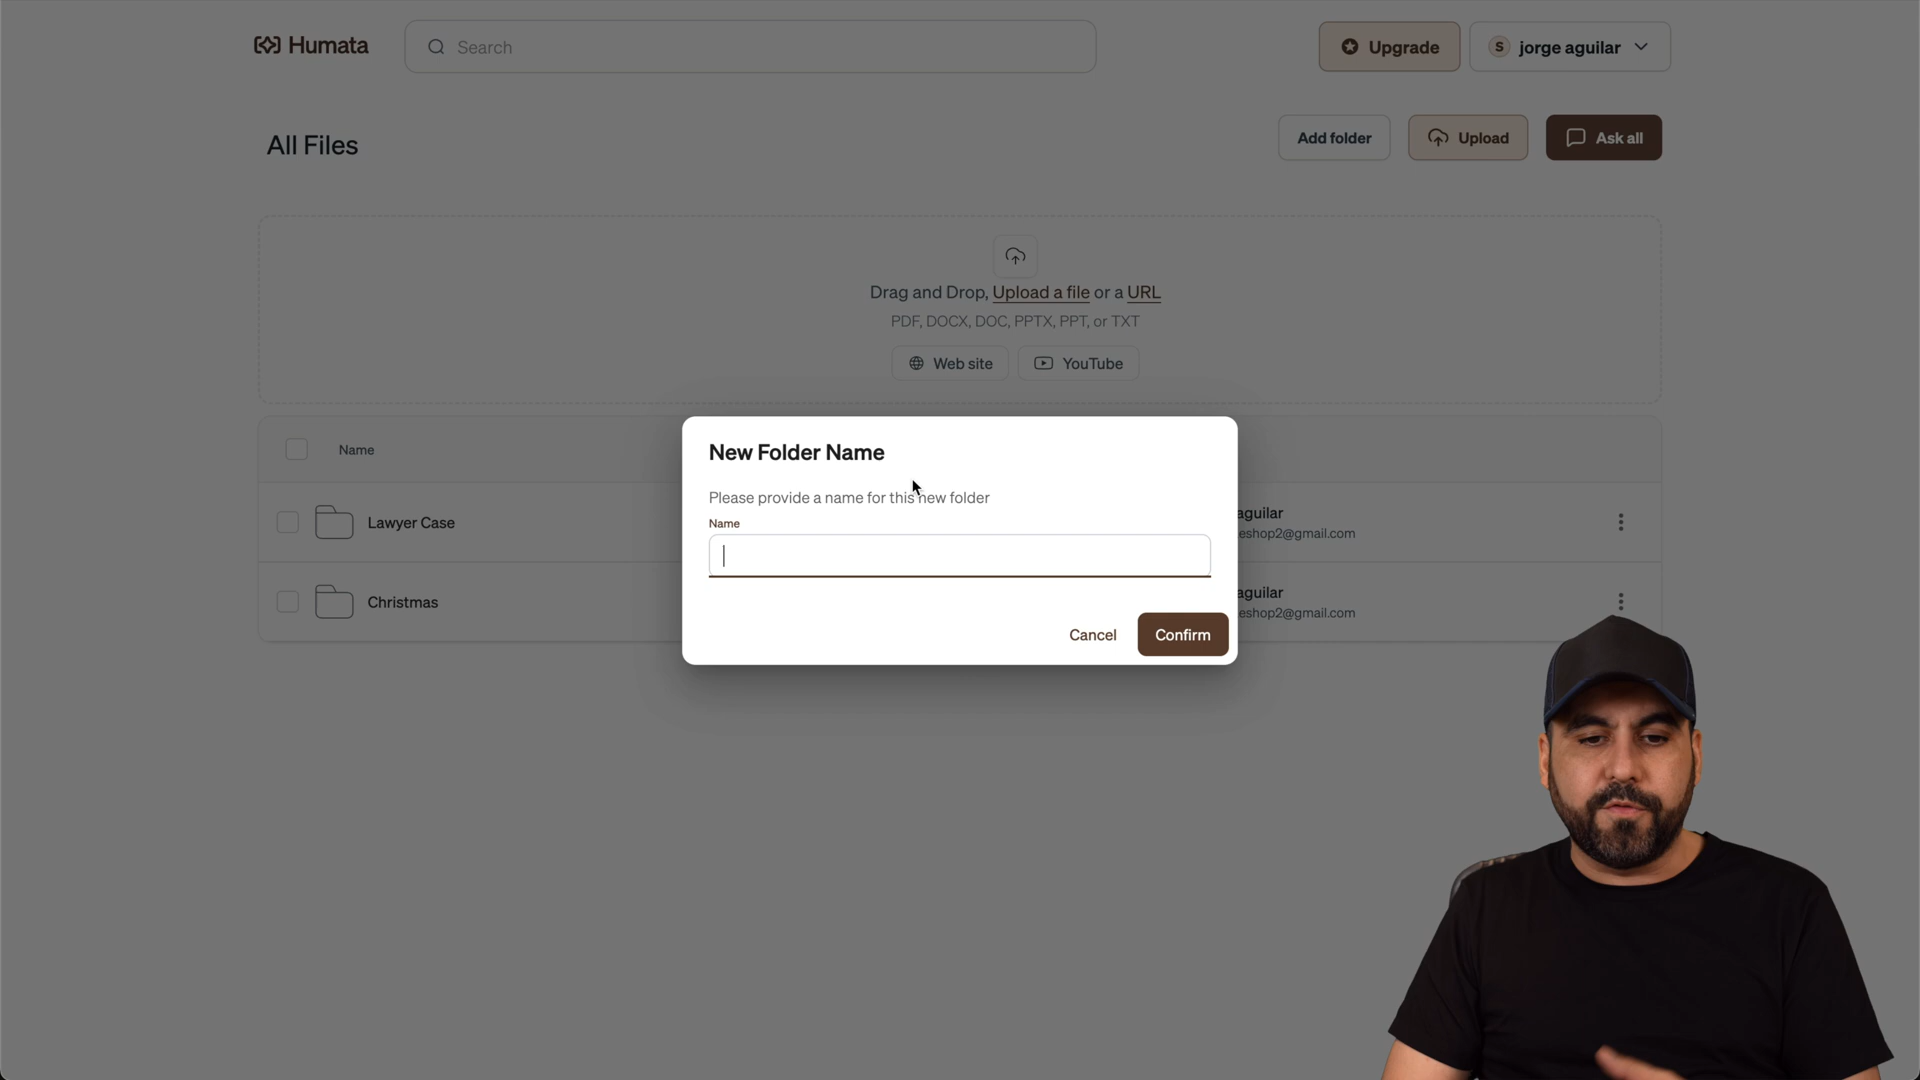 Humata
Search
Upgrade
S jorge aguilar
All Files
Add folder
Upload
Ask all
Drag and Drop, Upload a file or a URL
PDF, DOCX, DOC, PPTX, PPT, or TXT
Web site
YouTube
Name
New Folder Name
Please provide a name for this new folder
Name
Cancel
Confirm
Lawyer Case
aguilar
eshop2@gmail.com
Christmas
aguilar
eshop2@gmail.com